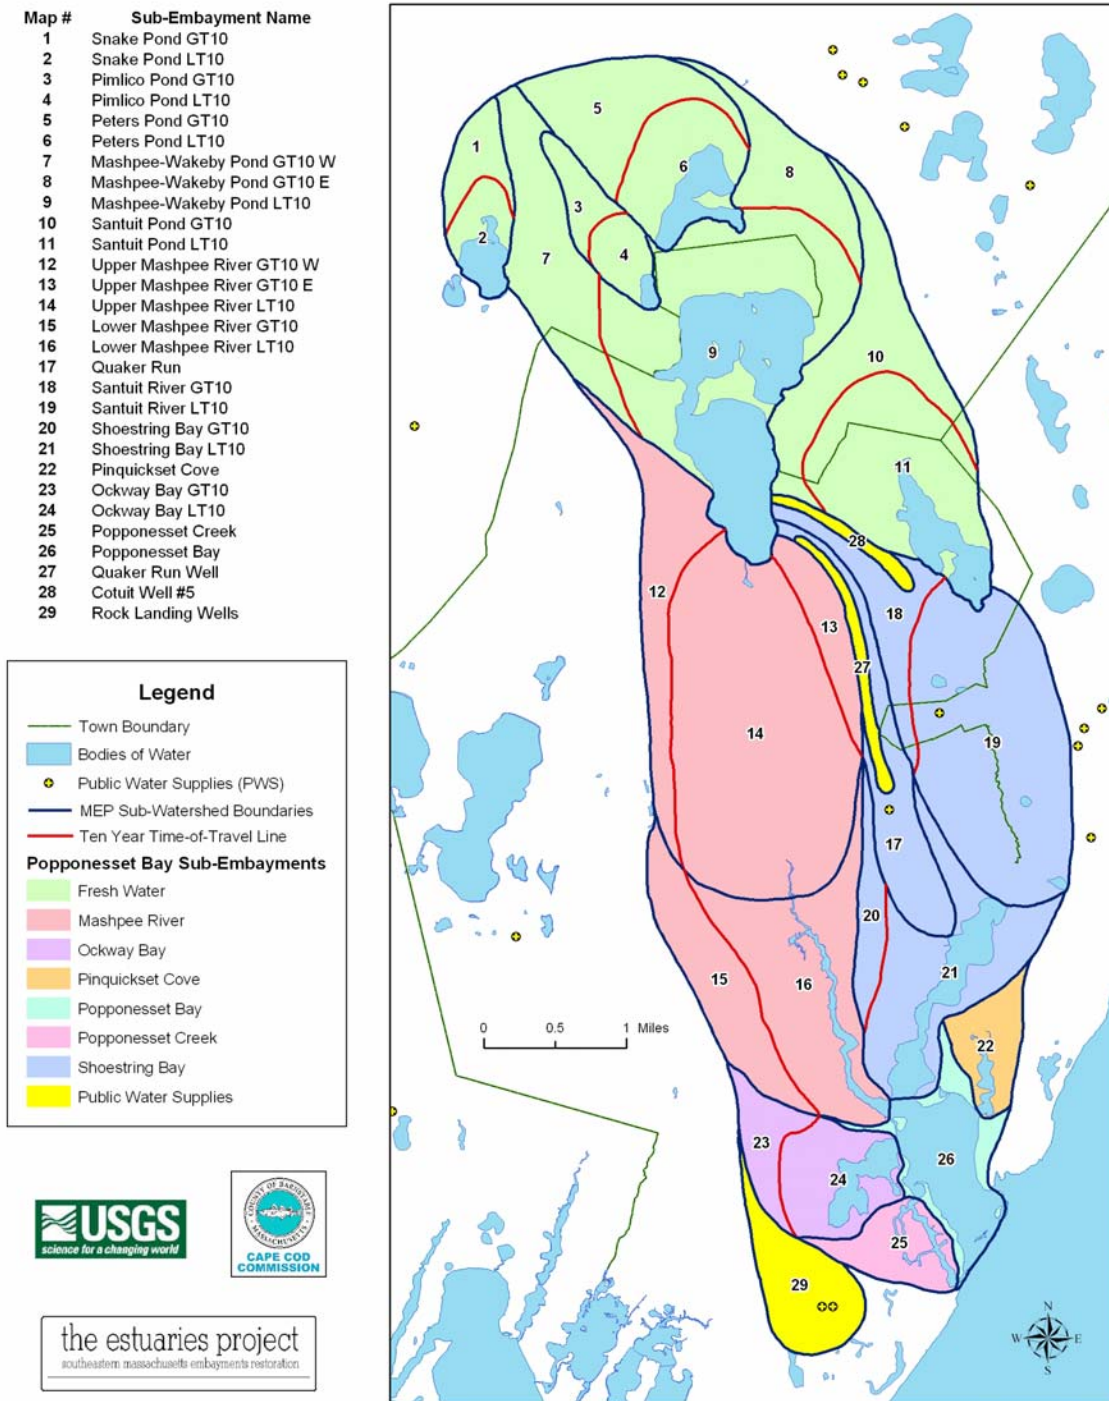 Map # Sub-Embayment Name
1 Snake Pond GT10
2 Snake Pond LT10
3 Pimlico Pond GT10
4 Pimlico Pond LT10
5 Peters Pond GT10
6 Peters Pond LT10
7 Mashpee-Wakeby Pond GT10 W
8 Mashpee-Wakeby Pond GT10 E
9 Mashpee-Wakeby Pond LT10
10 Santuit Pond GT10
11 Santuit Pond LT10
12 Upper Mashpee River GT10 W
13 Upper Mashpee River GT10 E
14 Upper Mashpee River LT10
15 Lower Mashpee River GT10
16 Lower Mashpee River LT10
17 Quaker Run
18 Santuit River GT10
19 Santuit River LT10
20 Shoestring Bay GT10
21 Shoestring Bay LT10
22 Pinquickset Cove
23 Ockway Bay GT10
24 Ockway Bay LT10
25 Popponesset Creek
26 Popponesset Bay
27 Quaker Run Well
28 Cotuit Well #5
29 Rock Landing Wells
Legend
Town Boundary
Bodies of Water
Public Water Supplies (PWS)
MEP Sub-Watershed Boundaries
Ten Year Time-of-Travel Line
Popponesset Bay Sub-Embayments
Fresh Water
Mashpee River
Ockway Bay
Pinquickset Cove
Popponesset Bay
Popponesset Creek
Shoestring Bay
Public Water Supplies
USGS
science for a changing world
COUNTY OF BARNSTABLE
MASSACHUSETTS
CAPE COD
COMMISSION
the estuaries project
southeastern massachusetts embayments restoration
5
1
6
8
3
2
7
4
9
10
11
28
12
18
13
27
14
19
17
20
21
15
16
0 0.5 1 Miles
22
23
26
24
25
29
N
W E
S